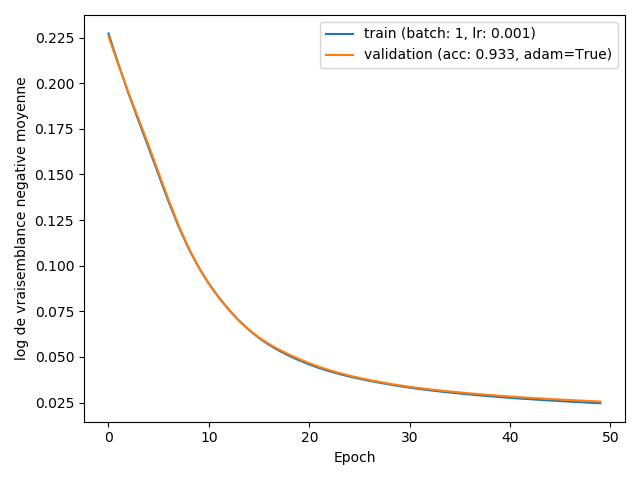 train (batch: 1, lr: 0.001)
validation (acc: 0.933, adam=True)
log de vraisemblance negative moyenne
0.225
0.200
0.175
0.150
0.125
0.100
0.075
0.050
0.025
0 10 20 30 40 50
Epoch